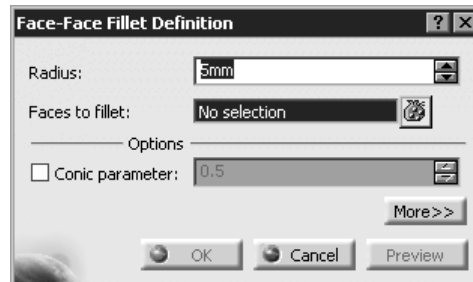 Face-Face Fillet Definition ? X
Radius: 5mm
Faces to fillet: No selection
Options
Conic parameter: 0.5
More>>
OK Cancel Preview